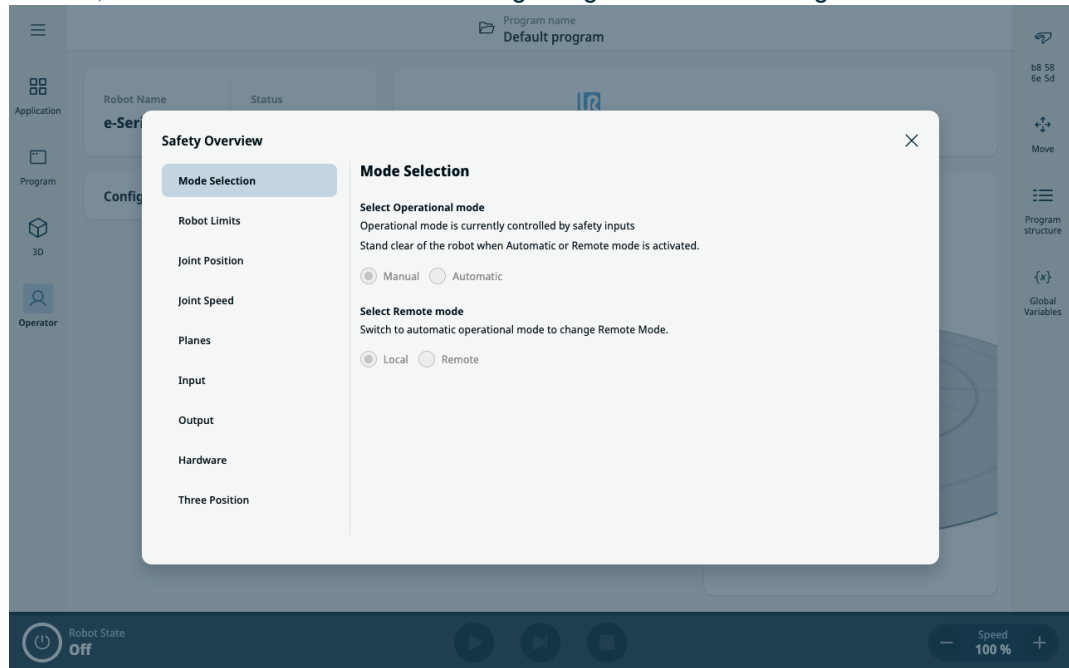 Program name
Default program
b8 58
6e 5d
Application
Robot Name
Status
e-Seri
Move
Program
Config
Program
structure
3D
{x}
Global
Variables
Operator
Safety Overview
Mode Selection
Robot Limits
Joint Position
Joint Speed
Planes
Input
Output
Hardware
Three Position
Mode Selection
Select Operational mode
Operational mode is currently controlled by safety inputs
Stand clear of the robot when Automatic or Remote mode is activated.
Manual
Automatic
Select Remote mode
Switch to automatic operational mode to change Remote Mode.
Local
Remote
Robot State
Off
Speed
100 %